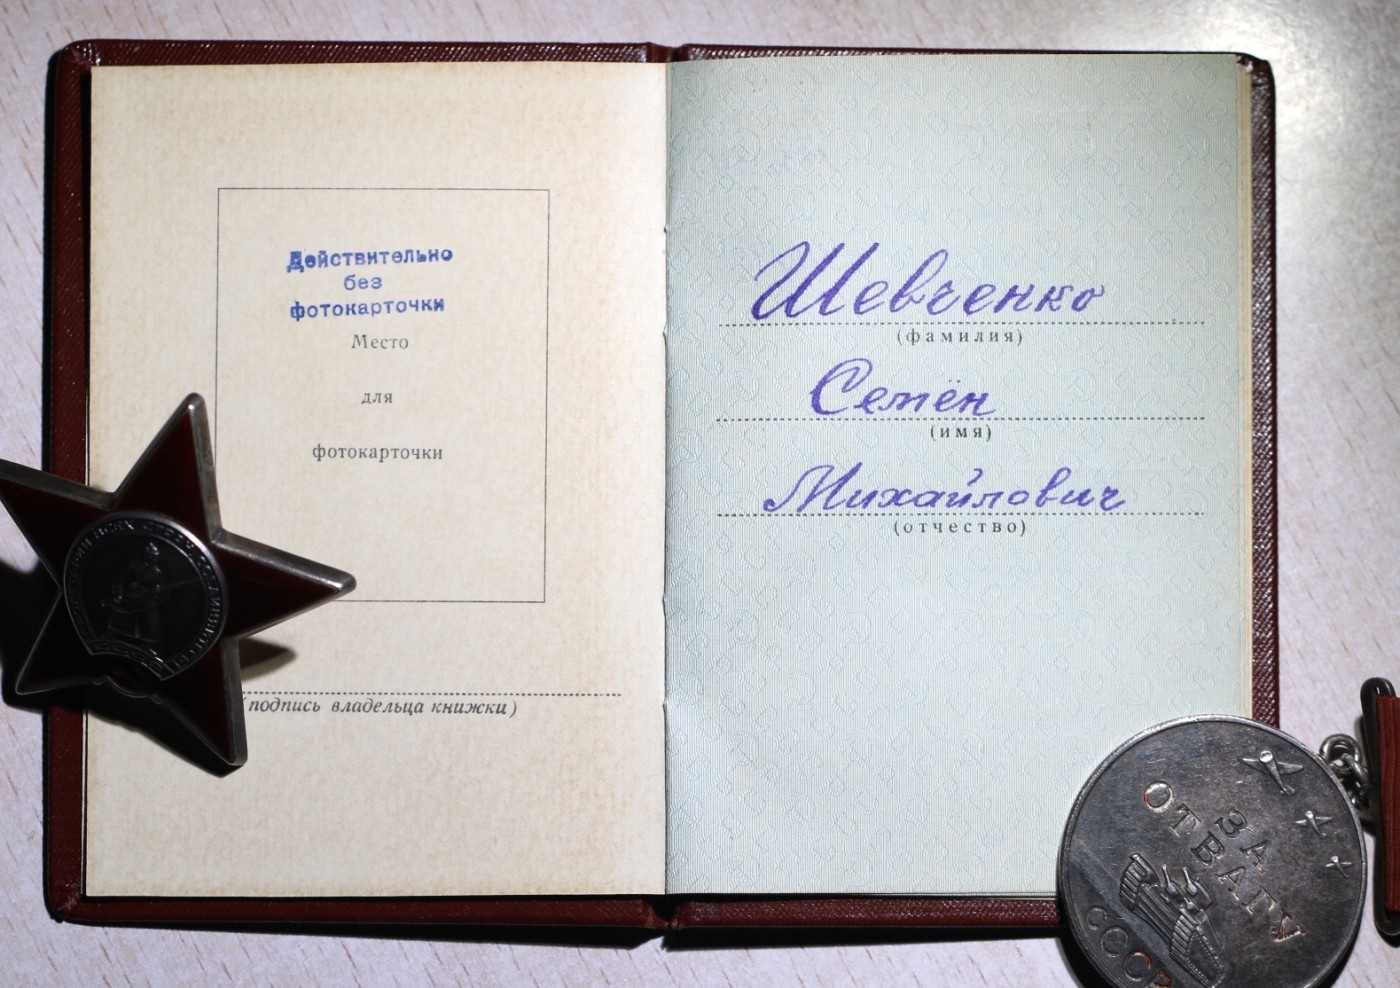 Действительно
без
фотокарточки
Место
для
фотокарточки
(подпись владельца книжки)
Шевченко
(фамилия)
Семён
(имя)
Михайлович
(отчество)
ЗА
ОТВАГУ
СССР